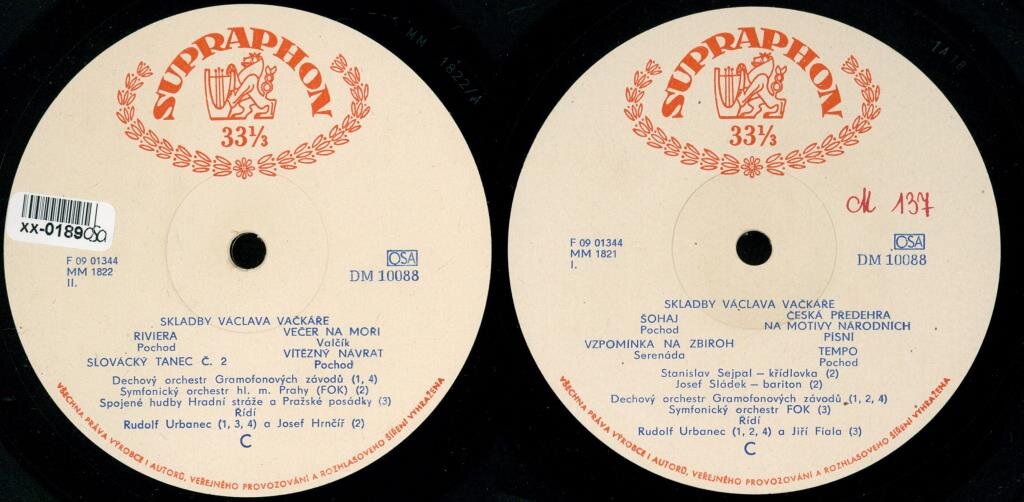 SUPRAPHON
33⅓
MM 1822/A
xx-0189 osa
F 09 01344
MM 1822
II.
OSA
DM 10088
SKLADBY VÁCLAVA VAČKÁŘE
RIVIERA
Pochod
SLOVÁCKÝ TANEC Č. 2
VEČER NA MOŘI
Valčík
VÍTĚZNÝ NÁVRAT
Pochod
Dechový orchestr Gramofonových závodů (1, 4)
Symfonický orchestr hl. m. Prahy (FOK) (2)
Spojené hudby Hradní stráže a Pražské posádky (3)
Řídí
Rudolf Urbanec (1, 3, 4) a Josef Hrnčíř (2)
C
VŠECHNA PRÁVA VÝROBCE I AUTORŮ, VEŘEJNÉHO PROVOZOVÁNÍ A ROZHLASOVÉHO ŠÍŘENÍ VYHRAŽENA
SUPRAPHON
33⅓
M 137
F 09 01344
MM 1821
I.
OSA
DM 10088
SKLADBY VÁCLAVA VAČKÁŘE
ŠOHAJ
Pochod
VZPOMÍNKA NA ZBIROH
Serenáda
ČESKÁ PŘEDEHRA
NA MOTIVY NÁRODNÍCH
PÍSNÍ
TEMPO
Pochod
Stanislav Sejpal – křídlovka (2)
Josef Sládek – bariton (2)
Dechový orchestr Gramofonových závodů (1, 2, 4)
Symfonický orchestr FOK (3)
Řídí
Rudolf Urbanec (1, 2, 4) a Jiří Fiala (3)
C
VŠECHNA PRÁVA VÝROBCE I AUTORŮ, VEŘEJNÉHO PROVOZOVÁNÍ A ROZHLASOVÉHO ŠÍŘENÍ VYHRAŽENA